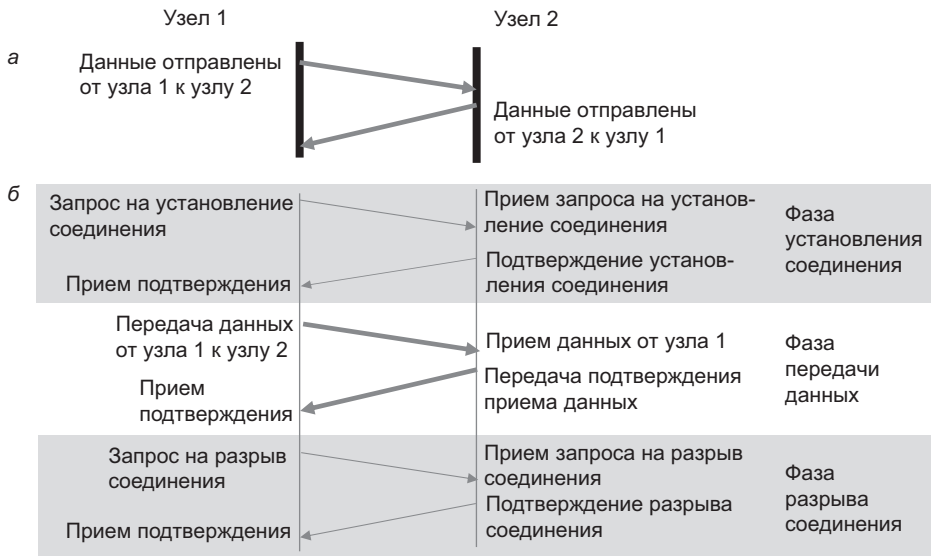 Узел 1
Узел 2
а
Данные отправлены
от узла 1 к узлу 2
Данные отправлены
от узла 2 к узлу 1
б
Запрос на установление
соединения
Прием запроса на установ-
ление соединения
Фаза
установления
соединения
Подтверждение установ-
ления соединения
Прием подтверждения
Передача данных
от узла 1 к узлу 2
Прием данных от узла 1
Фаза
передачи
данных
Передача подтверждения
приема данных
Прием
подтверждения
Запрос на разрыв
соединения
Прием запроса на разрыв
соединения
Фаза
разрыва
соединения
Подтверждение разрыва
соединения
Прием подтверждения